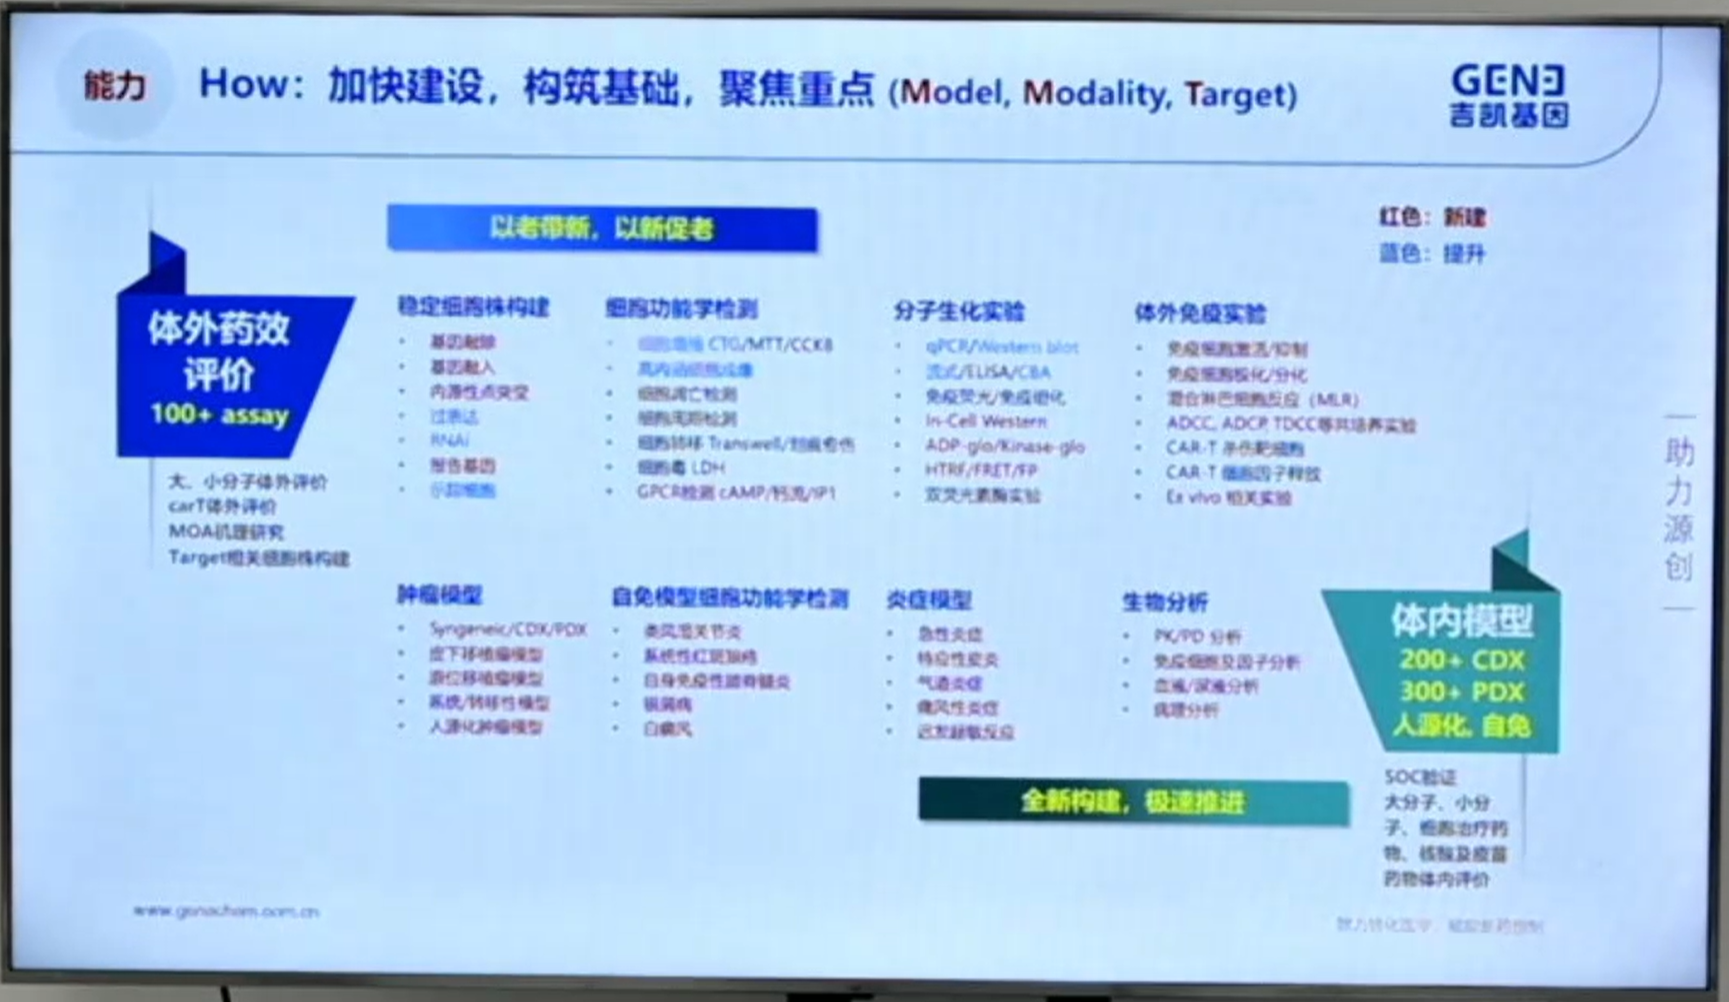 能力
How：加快建设，构筑基础，聚焦重点 (Model, Modality, Target)
GENE
吉凯基因
以老带新，以新促老
红色：新建
蓝色：提升
体外药效
评价
100+ assay
大、小分子体外评价
carT体外评价
MOA机理研究
Target相关细胞株构建
稳定细胞株构建
基因敲除
基因敲入
内源性点突变
过表达
RNAi
报告基因
示踪细胞
细胞功能学检测
细胞增殖 CTG/MTT/CCK8
高内涵细胞成像
细胞凋亡检测
细胞周期检测
细胞转移 Transwell/划痕愈伤
细胞毒 LDH
GPCR检测 cAMP/钙流/IP1
分子生化实验
qPCR/Western blot
流式/ELISA/CBA
免疫荧光/免疫组化
In-Cell Western
ADP-glo/Kinase-glo
HTRF/FRET/FP
双荧光素酶实验
体外免疫实验
免疫细胞激活/抑制
免疫细胞极化/分化
混合淋巴细胞反应（MLR）
ADCC, ADCP, TDCC等共培养实验
CAR-T 杀伤靶细胞
CAR-T 细胞因子释放
Ex vivo 相关实验
助力源创
肿瘤模型
Syngeneic/CDX/PDX
皮下移植瘤模型
原位移植瘤模型
系统/转移性模型
人源化肿瘤模型
自免模型细胞功能学检测
类风湿关节炎
系统性红斑狼疮
自身免疫性脑脊髓炎
银屑病
白癜风
炎症模型
急性炎症
特应性皮炎
气道炎症
痛风性炎症
迟发超敏反应
生物分析
PK/PD 分析
免疫细胞及因子分析
血液/尿液分析
病理分析
体内模型
200+ CDX
300+ PDX
人源化, 自免
SOC验证
大分子、小分
子、细胞治疗药
物、核酸及疫苗
药物体内评价
全新构建，极速推进
www.genechem.com.cn